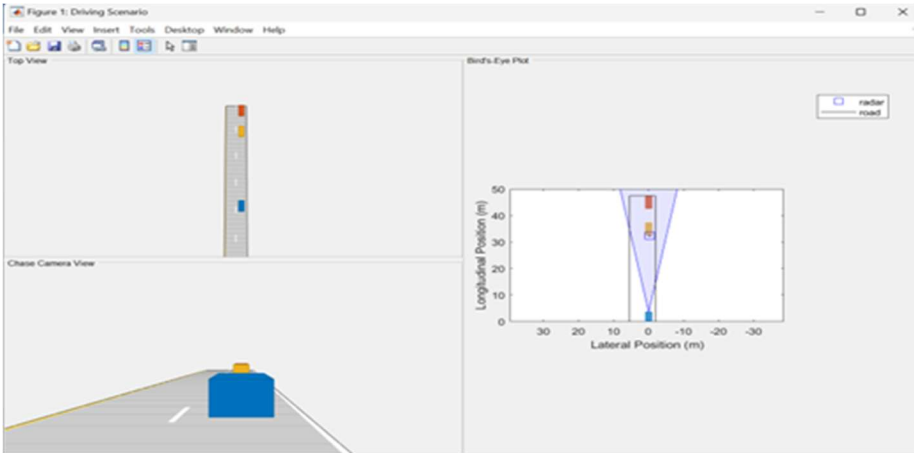 Figure 1: Driving Scenario
File Edit View Insert Tools Desktop Window Help
Top View
Chase Camera View
Bird's-Eye Plot
radar
road
Longitudinal Position (m)
50
40
30
20
10
0
30 20 10 0 -10 -20 -30
Lateral Position (m)